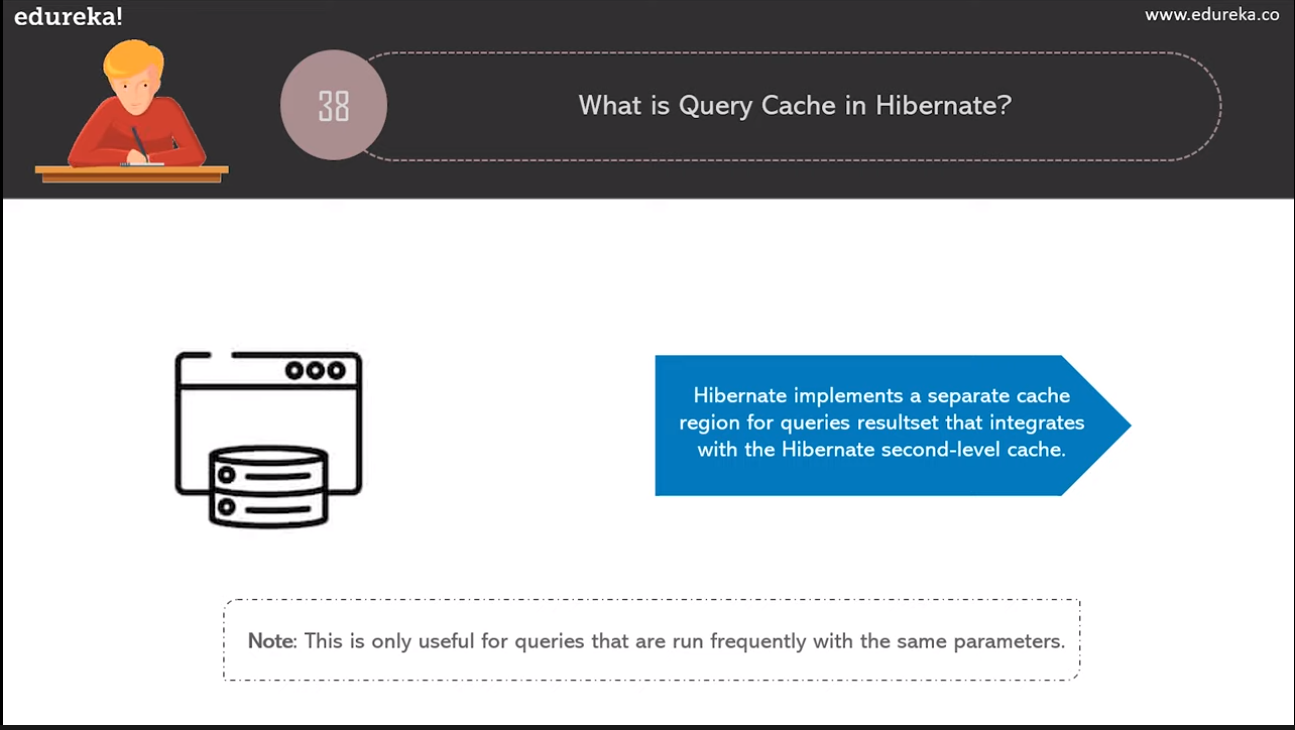 edureka!
www.edureka.co
38
What is Query Cache in Hibernate?
Hibernate implements a separate cache
region for queries resultset that integrates
with the Hibernate second-level cache.
Note: This is only useful for queries that are run frequently with the same parameters.